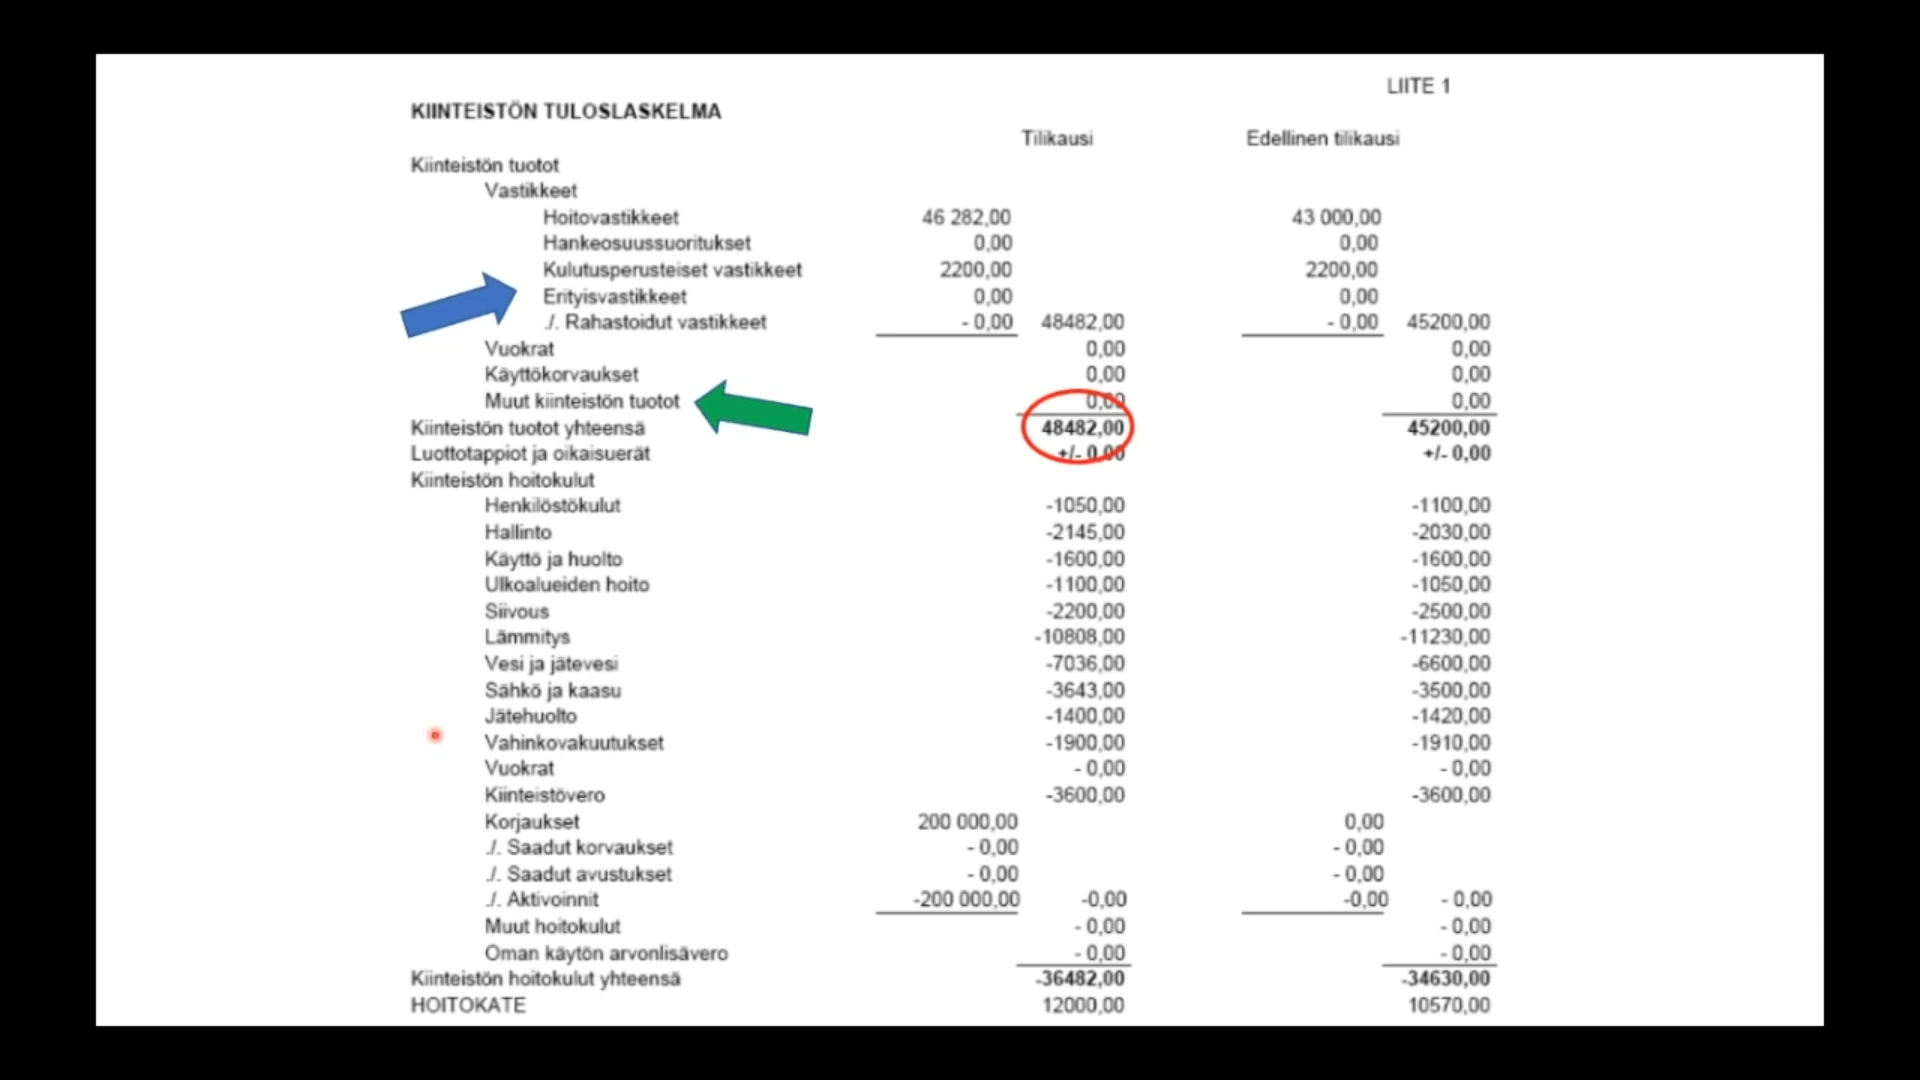 LIITE 1
KIINTEISTÖN TULOSLASKELMA
Tilikausi Edellinen tilikausi
Kiinteistön tuotot
Vastikkeet
Hoitovastikkeet 46 282,00 43 000,00
Hankeosuussuoritukset 0,00 0,00
Kulutusperusteiset vastikkeet 2200,00 2200,00
Erityisvastikkeet 0,00 0,00
./. Rahastoidut vastikkeet - 0,00 48482,00 - 0,00 45200,00
Vuokrat 0,00 0,00
Käyttökorvaukset 0,00 0,00
Muut kiinteistön tuotot 0,00 0,00
Kiinteistön tuotot yhteensä 48482,00 45200,00
Luottotappiot ja oikaisuerät +/- 0,00 +/- 0,00
Kiinteistön hoitokulut
Henkilöstökulut -1050,00 -1100,00
Hallinto -2145,00 -2030,00
Käyttö ja huolto -1600,00 -1600,00
Ulkoalueiden hoito -1100,00 -1050,00
Siivous -2200,00 -2500,00
Lämmitys -10808,00 -11230,00
Vesi ja jätevesi -7036,00 -6600,00
Sähkö ja kaasu -3643,00 -3500,00
Jätehuolto -1400,00 -1420,00
Vahinkovakuutukset -1900,00 -1910,00
Vuokrat - 0,00 - 0,00
Kiinteistövero -3600,00 -3600,00
Korjaukset 200 000,00 0,00
./. Saadut korvaukset - 0,00 - 0,00
./. Saadut avustukset - 0,00 - 0,00
./. Aktivoinnit -200 000,00 -0,00 -0,00 - 0,00
Muut hoitokulut - 0,00 - 0,00
Oman käytön arvonlisävero - 0,00 - 0,00
Kiinteistön hoitokulut yhteensä -36482,00 -34630,00
HOITOKATE 12000,00 10570,00